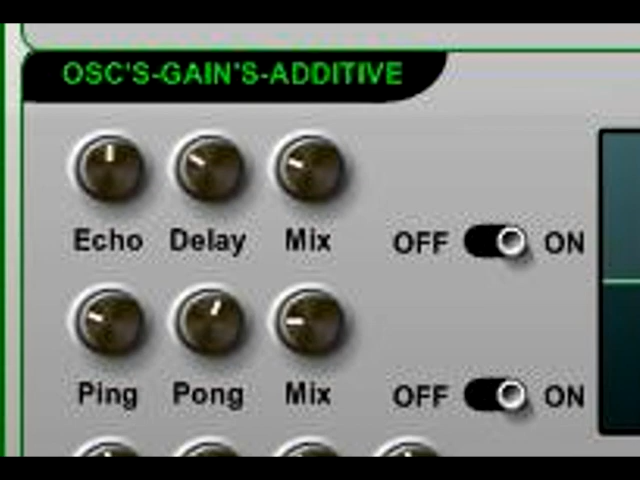 OSC'S-GAIN'S-ADDITIVE
Echo Delay Mix
OFF ON
Ping Pong Mix
OFF ON